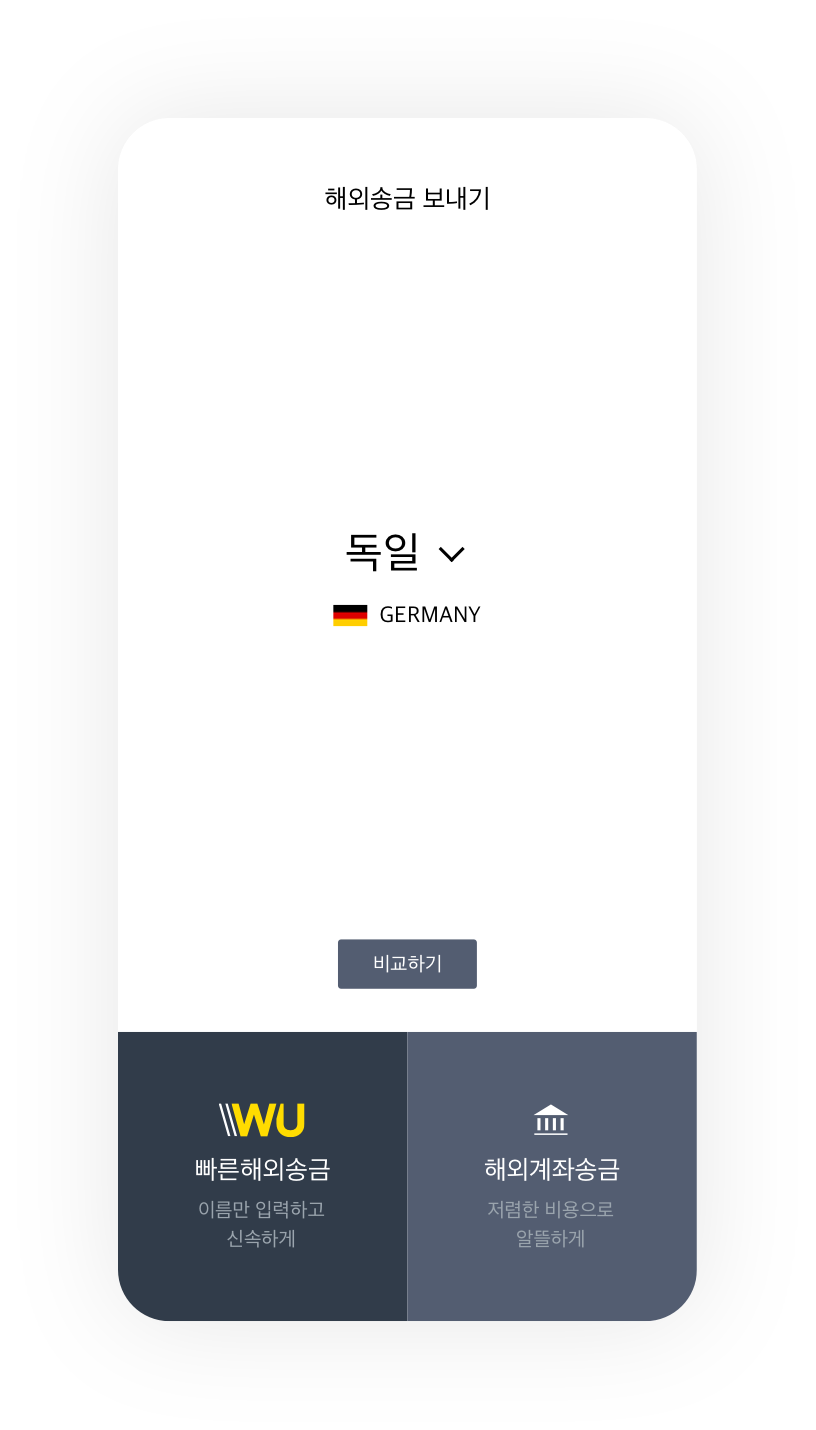 해외송금 보내기
독일
GERMANY
비교하기
WU
빠른해외송금
이름만 입력하고
신속하게
해외계좌송금
저렴한 비용으로
알뜰하게